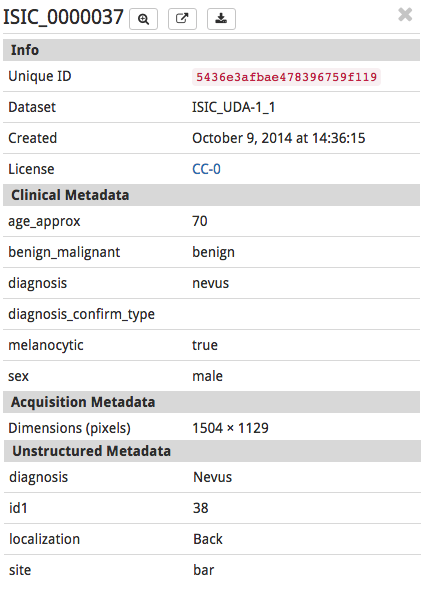 ISIC_0000037
Info
Unique ID 5436e3afbae478396759f119
Dataset ISIC_UDA-1_1
Created October 9, 2014 at 14:36:15
License CC-0
Clinical Metadata
age_approx 70
benign_malignant benign
diagnosis nevus
diagnosis_confirm_type
melanocytic true
sex male
Acquisition Metadata
Dimensions (pixels) 1504 × 1129
Unstructured Metadata
diagnosis Nevus
id1 38
localization Back
site bar